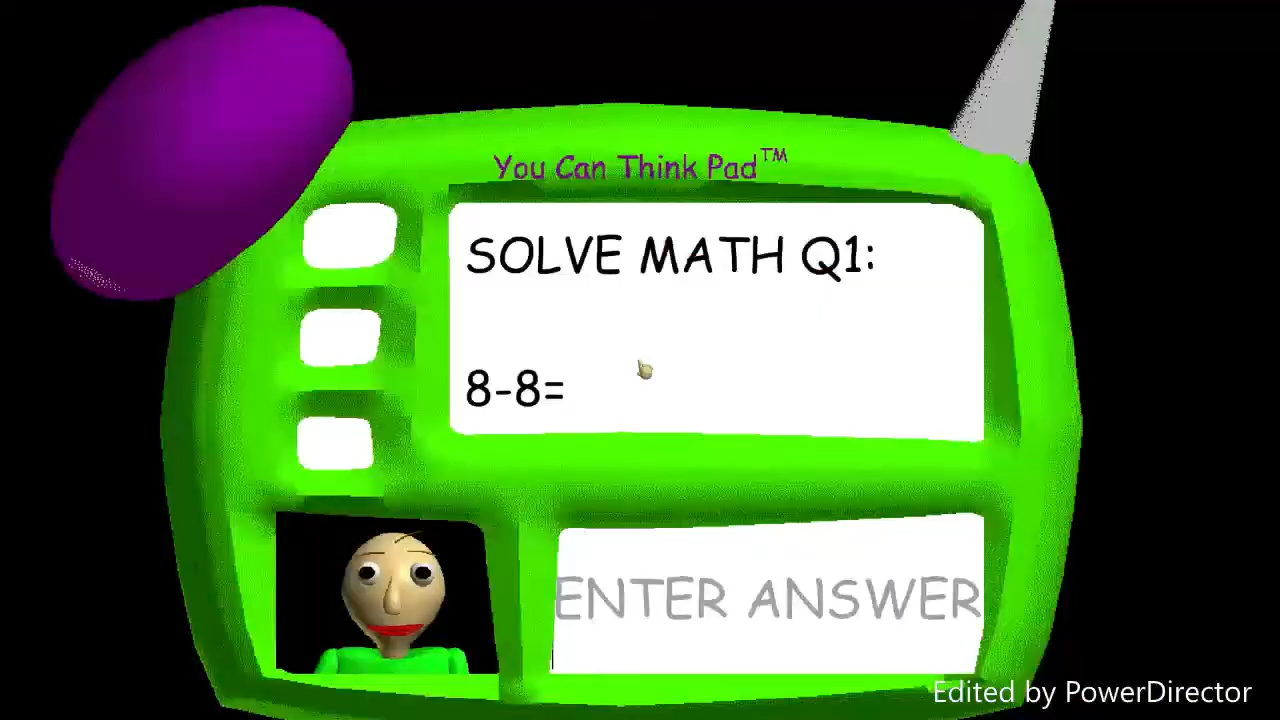 You Can Think Pad™
SOLVE MATH Q1:
8-8=
ENTER ANSWER
Edited by PowerDirector